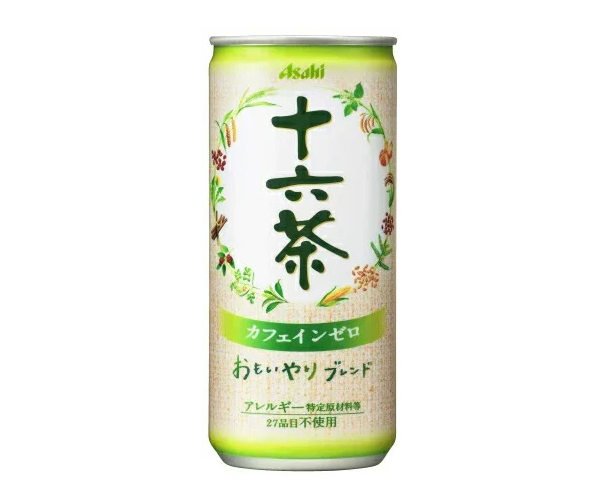 Asahi
十六茶
カフェインゼロ
おもいやりブレンド
アレルギー特定原材料等
27品目不使用